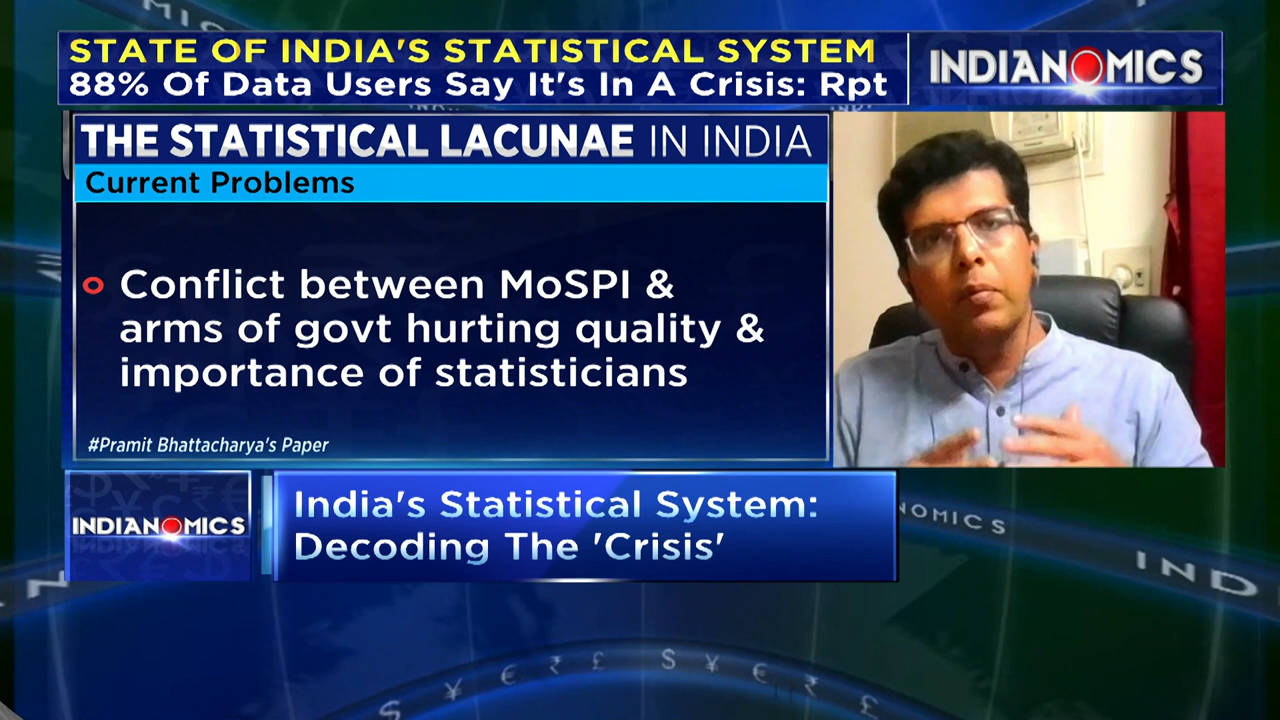 STATE OF INDIA'S STATISTICAL SYSTEM
88% Of Data Users Say It's In A Crisis: Rpt
INDIANOMICS
THE STATISTICAL LACUNAE IN INDIA
Current Problems
Conflict between MoSPI &
arms of govt hurting quality &
importance of statisticians
#Pramit Bhattacharya's Paper
INDIANOMICS
India's Statistical System:
Decoding The 'Crisis'
NOMICS
IND
$ ¥ € ₹ £ $ ¥ € ₹ £